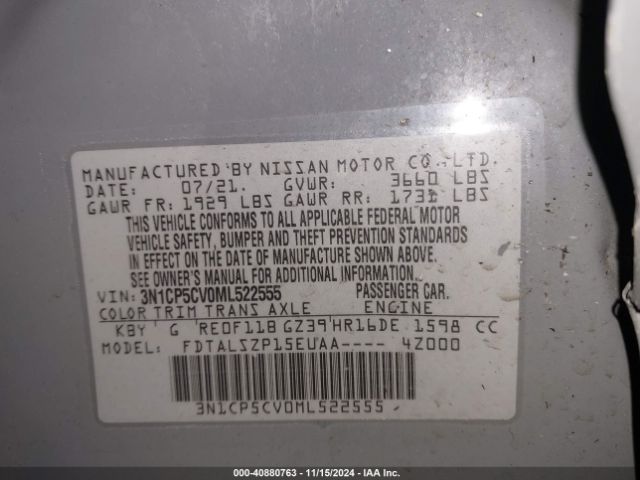 MANUFACTURED BY NISSAN MOTOR CO.,LTD.
DATE: 07/21. GVWR: 3660 LBS
GAWR FR: 1929 LBS GAWR RR: 1731 LBS
THIS VEHICLE CONFORMS TO ALL APPLICABLE FEDERAL MOTOR
VEHICLE SAFETY, BUMPER AND THEFT PREVENTION STANDARDS
IN EFFECT ON THE DATE OF MANUFACTURE SHOWN ABOVE.
SEE OWNER'S MANUAL FOR ADDITIONAL INFORMATION.
VIN: 3N1CP5CV0ML522555 PASSENGER CAR.
COLOR TRIM TRANS AXLE ENGINE
KBY G RE0F11B GZ39 HR16DE 1598 CC
MODEL: FDTALSZP15EUAA---- 4Z000
3N1CP5CV0ML522555
000-40880763 - 11/15/2024 - IAA Inc.